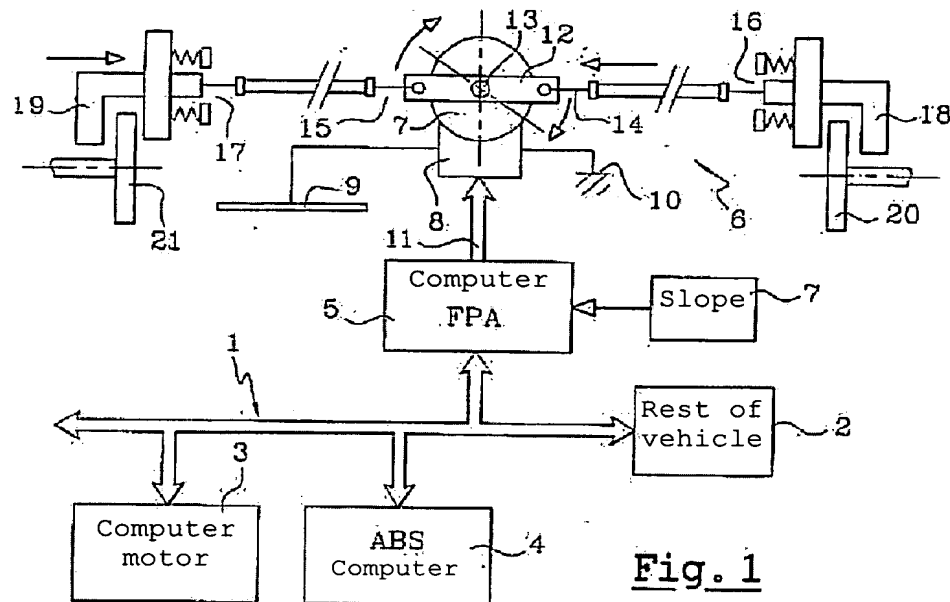 13
12
16
19
17
15
7
14
18
9
8
10
6
21
20
11
Computer
FPA
5
Slope
7
1
Rest of
vehicle
2
3
Computer
motor
ABS
Computer
4
Fig. 1